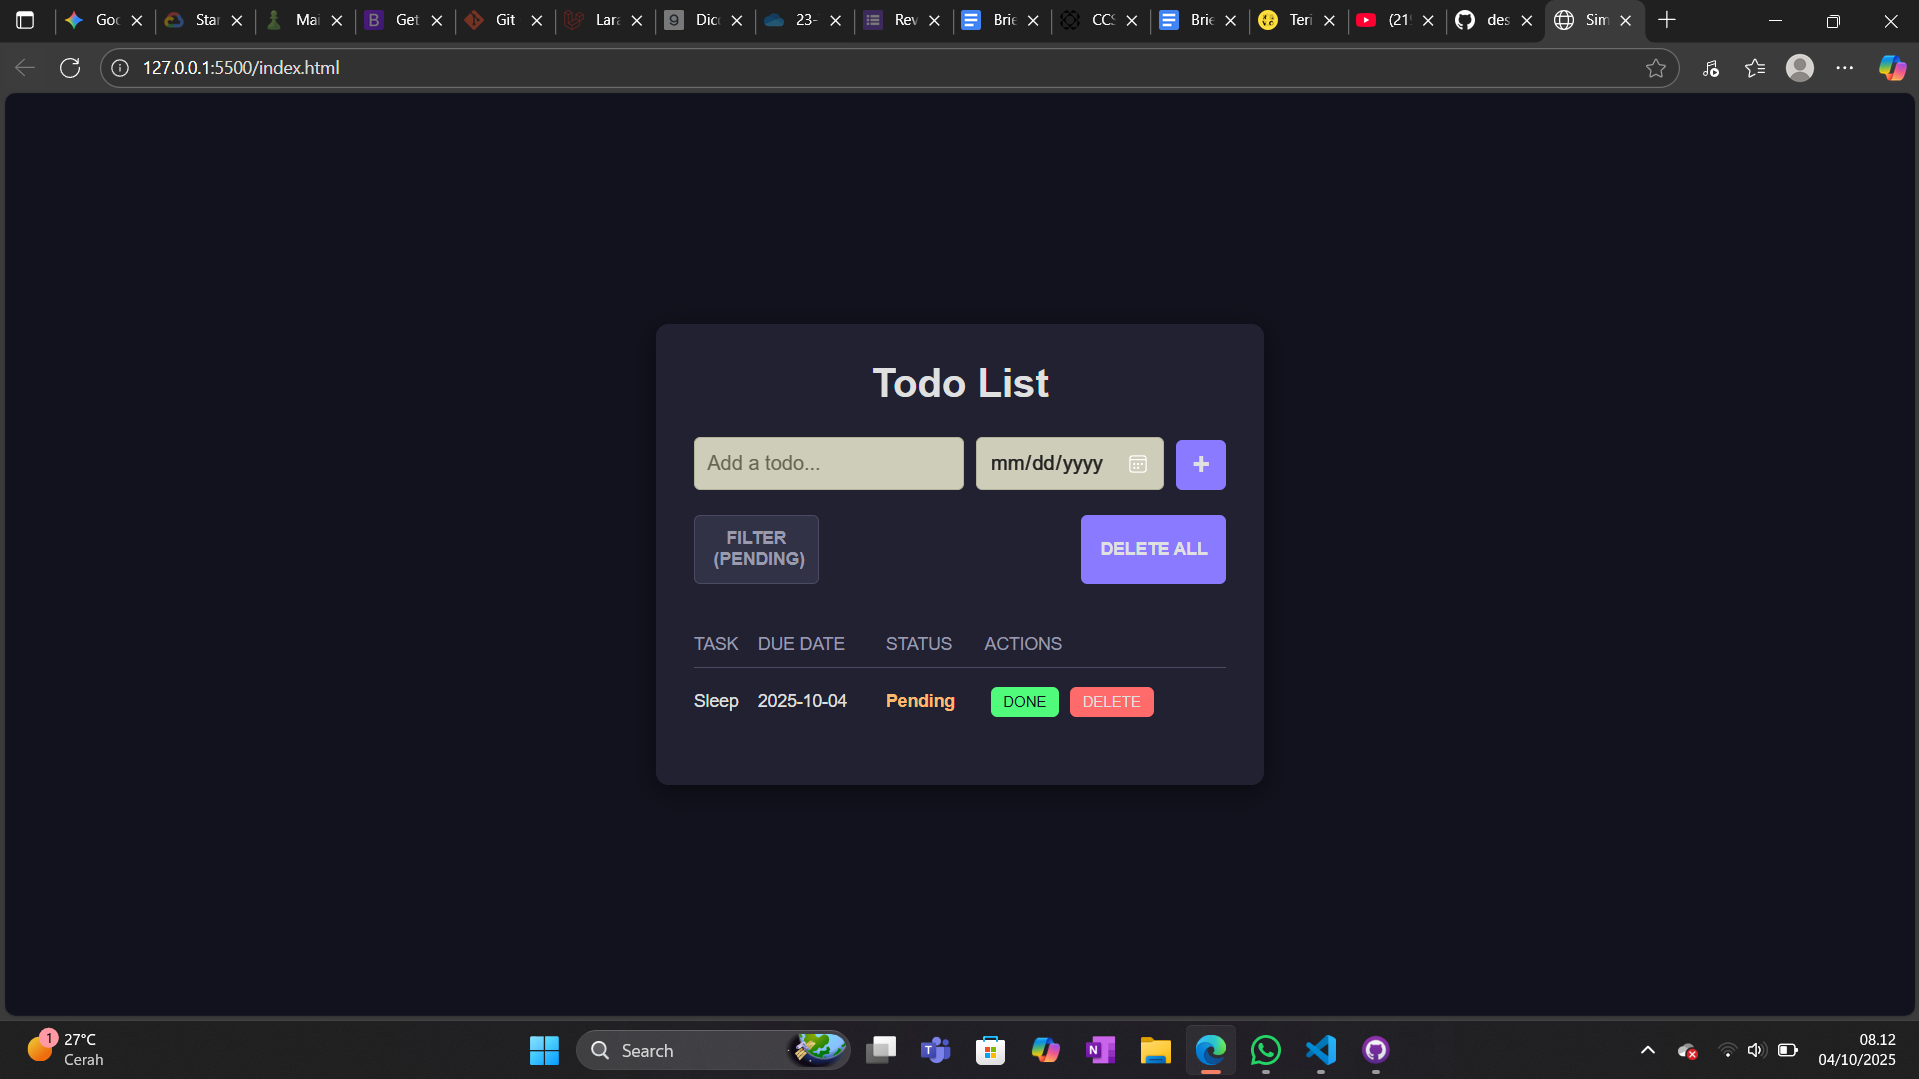 Goo
Star
Mai
Get
Git
Lara
Dico
23-
Rev
Brie
CCS
Brie
Teri
(21
des
Sim
127.0.0.1:5500/index.html
Todo List
Add a todo...
mm/dd/yyyy
+
FILTER
(PENDING)
DELETE ALL
TASK DUE DATE STATUS ACTIONS
Sleep 2025-10-04 Pending DONE DELETE
1
27°C
Cerah
Search
08.12
04/10/2025